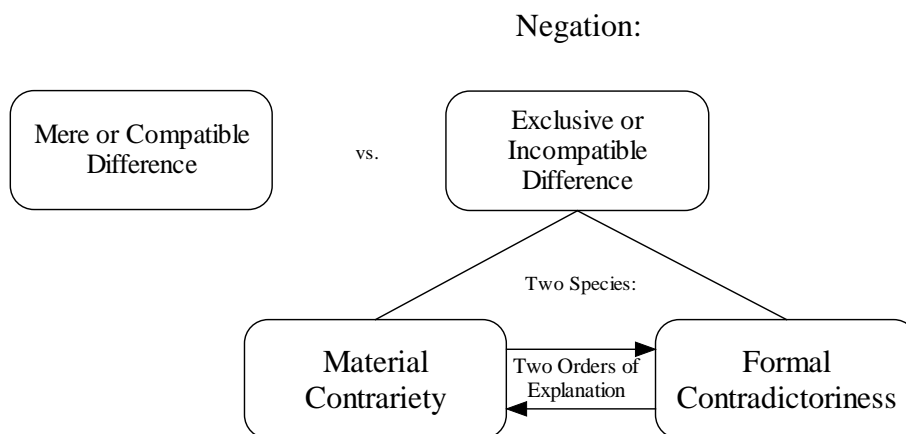 Negation:
Mere or Compatible
Difference
vs.
Exclusive or
Incompatible
Difference
Two Species:
Material
Contrariety
Two Orders of
Explanation
Formal
Contradictoriness